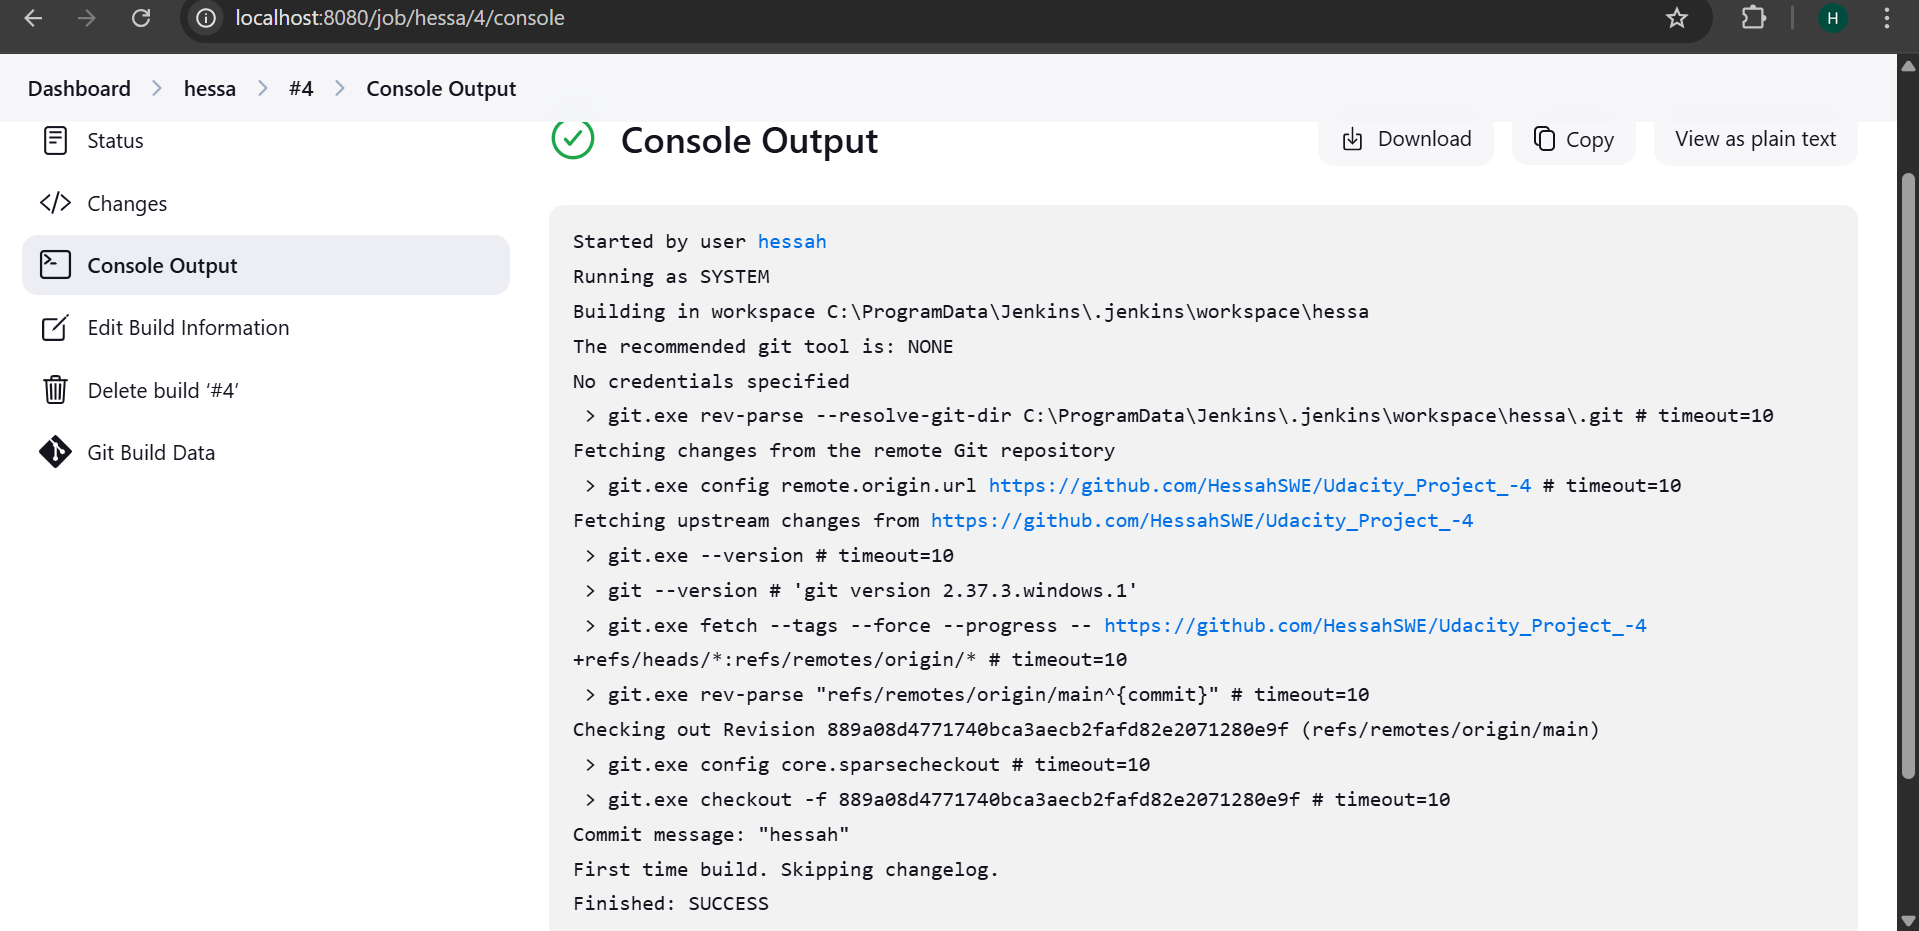 localhost:8080/job/hessa/4/console
H
Dashboard > hessa > #4 > Console Output
Status
Changes
Console Output
Edit Build Information
Delete build ‘#4’
Git Build Data
Console Output
Download
Copy
View as plain text
Started by user hessah
Running as SYSTEM
Building in workspace C:\ProgramData\Jenkins\.jenkins\workspace\hessa
The recommended git tool is: NONE
No credentials specified
 > git.exe rev-parse --resolve-git-dir C:\ProgramData\Jenkins\.jenkins\workspace\hessa\.git # timeout=10
Fetching changes from the remote Git repository
 > git.exe config remote.origin.url https://github.com/HessahSWE/Udacity_Project_-4 # timeout=10
Fetching upstream changes from https://github.com/HessahSWE/Udacity_Project_-4
 > git.exe --version # timeout=10
 > git --version # 'git version 2.37.3.windows.1'
 > git.exe fetch --tags --force --progress -- https://github.com/HessahSWE/Udacity_Project_-4
+refs/heads/*:refs/remotes/origin/* # timeout=10
 > git.exe rev-parse "refs/remotes/origin/main^{commit}" # timeout=10
Checking out Revision 889a08d4771740bca3aecb2fafd82e2071280e9f (refs/remotes/origin/main)
 > git.exe config core.sparsecheckout # timeout=10
 > git.exe checkout -f 889a08d4771740bca3aecb2fafd82e2071280e9f # timeout=10
Commit message: "hessah"
First time build. Skipping changelog.
Finished: SUCCESS